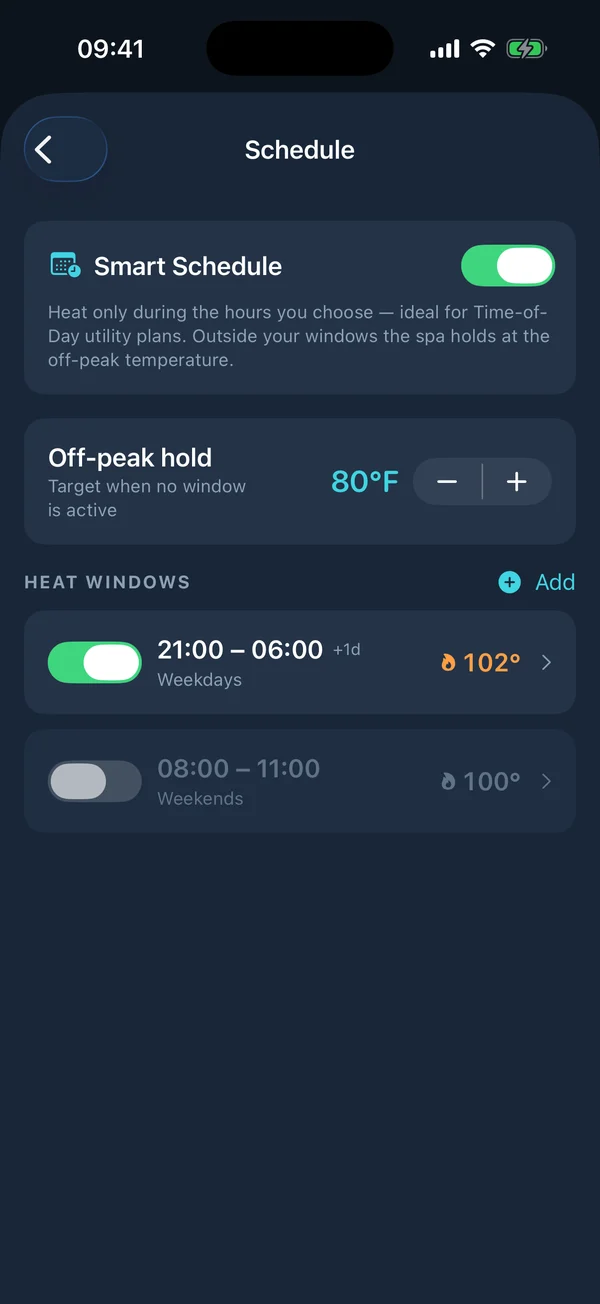 09:41
Schedule
Smart Schedule
Heat only during the hours you choose — ideal for Time-of-
Day utility plans. Outside your windows the spa holds at the
off-peak temperature.
Off-peak hold
Target when no window
is active
80°F
HEAT WINDOWS
Add
21:00 – 06:00 +1d
Weekdays
102°
08:00 – 11:00
Weekends
100°